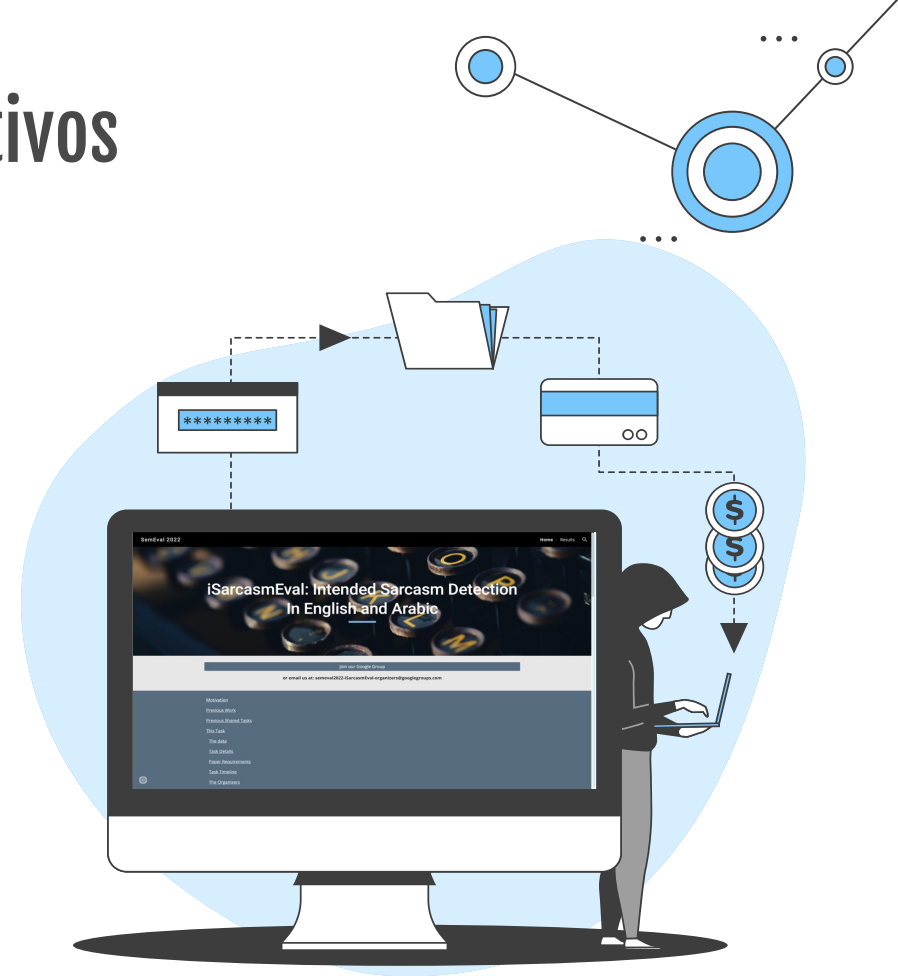 tivos
*********
$
$
SemEval 2022
Home
Results
iSarcasmEval: Intended Sarcasm Detection
In English and Arabic
Join our Google Group
or email us at: semeval2022-iSarcasmEval-organizers@googlegroups.com
Motivation
Previous Work
Previous Shared Tasks
This Task
The data
Task Details
Paper Requirements
Task Timeline
The Organizers